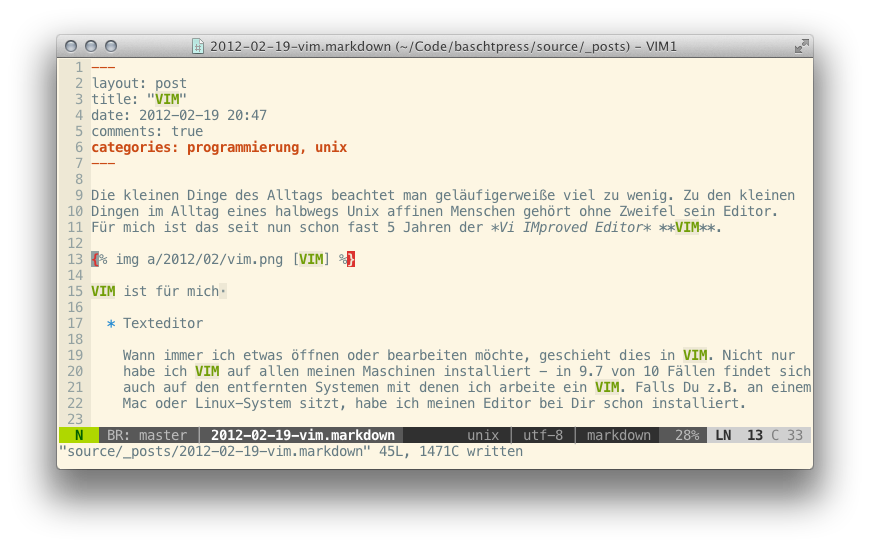 2012-02-19-vim.markdown (~/Code/baschtpress/source/_posts) - VIM1
1 ---
2 layout: post
3 title: "VIM"
4 date: 2012-02-19 20:47
5 comments: true
6 categories: programmierung, unix
7 ---
8
9 Die kleinen Dinge des Alltags beachtet man geläufigerweiße viel zu wenig. Zu den kleinen
10 Dingen im Alltag eines halbwegs Unix affinen Menschen gehört ohne Zweifel sein Editor.
11 Für mich ist das seit nun schon fast 5 Jahren der *Vi IMproved Editor* **VIM**.
12
13 {% img a/2012/02/vim.png [VIM] %}
14
15 VIM ist für mich·
16
17 * Texteditor
18
19 Wann immer ich etwas öffnen oder bearbeiten möchte, geschieht dies in VIM. Nicht nur
20 habe ich VIM auf allen meinen Maschinen installiert - in 9.7 von 10 Fällen findet sich
21 auch auf den entfernten Systemen mit denen ich arbeite ein VIM. Falls Du z.B. an einem
22 Mac oder Linux-System sitzt, habe ich meinen Editor bei Dir schon installiert.
23
N BR: master | 2012-02-19-vim.markdown unix | utf-8 | markdown 28% LN 13 C 33
"source/_posts/2012-02-19-vim.markdown" 45L, 1471C written